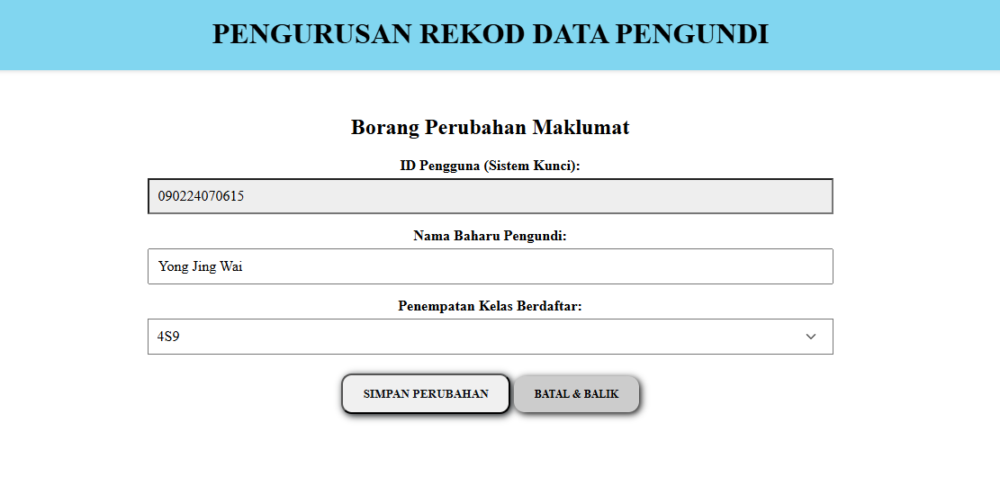 PENGURUSAN REKOD DATA PENGUNDI
Borang Perubahan Maklumat
ID Pengguna (Sistem Kunci):
090224070615
Nama Baharu Pengundi:
Yong Jing Wai
Penempatan Kelas Berdaftar:
4S9
SIMPAN PERUBAHAN BATAL & BALIK